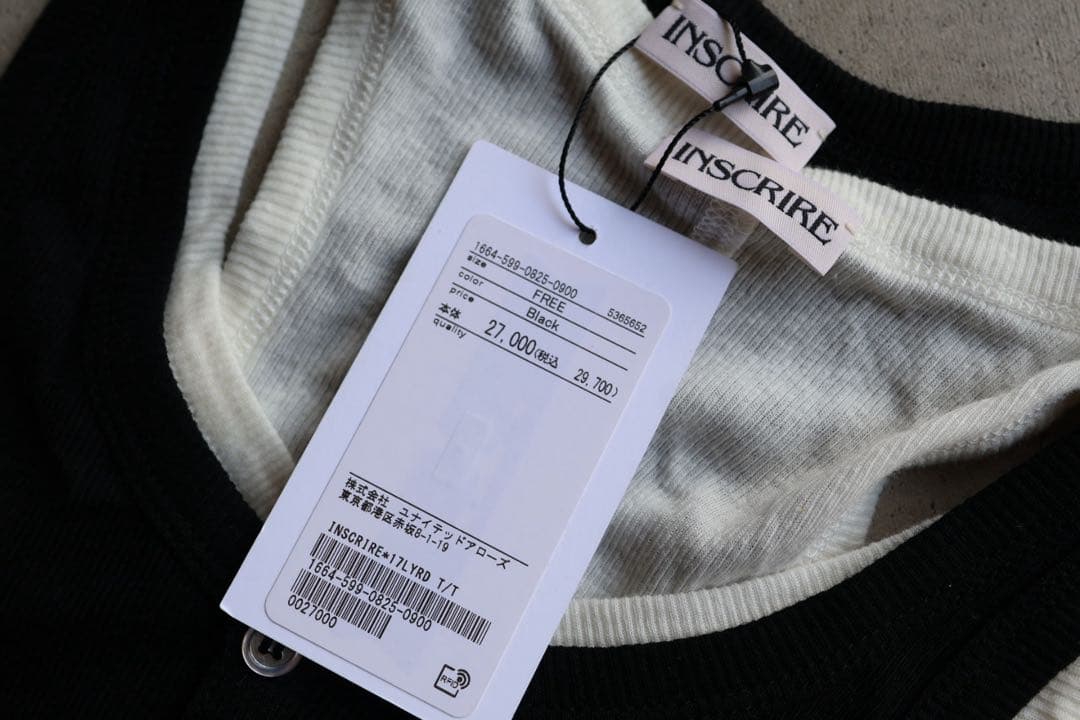 INSCRIRE
INSCRIRE
1664-599-0825-0900
size FREE 5365652
color Black
price
本体 27,000(税込 29,700)
quality
株式会社 ユナイテッドアローズ
東京都港区赤坂8-1-19
INSCRIRE*17LYRD T/T
1664-599-0825-0900
0027000
RFID